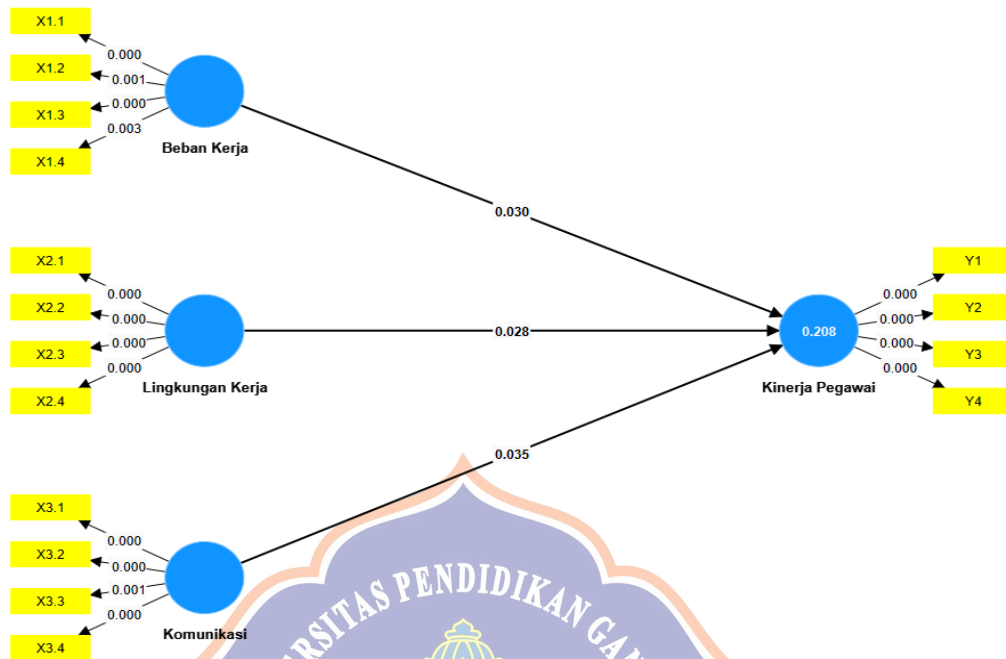 X1.1
0.000
X1.2
0.001
X1.3
0.000
0.003
X1.4
Beban Kerja
0.030
X2.1
0.000
X2.2
0.000
X2.3
0.000
0.000
X2.4
Lingkungan Kerja
0.028
0.208
Kinerja Pegawai
Y1
0.000
Y2
0.000
Y3
0.000
0.000
Y4
0.035
X3.1
0.000
X3.2
0.000
X3.3
0.001
0.000
X3.4
Komunikasi
PENDIDIKAN